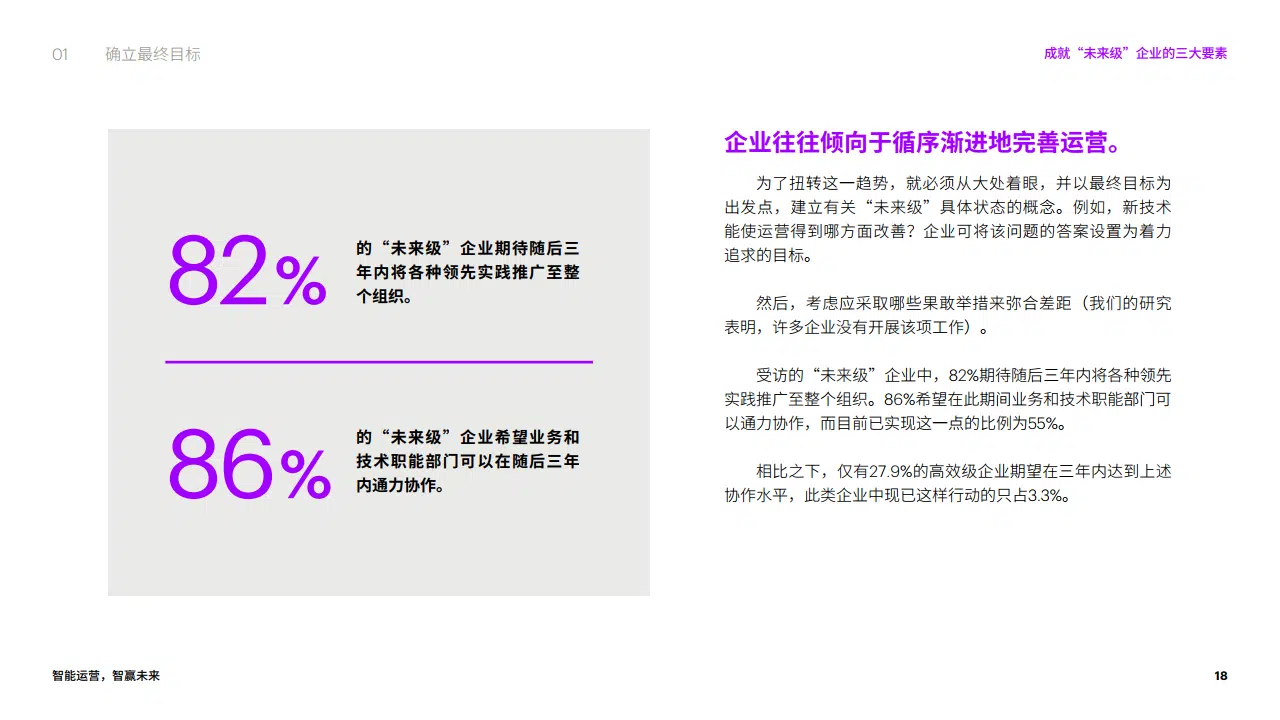 01 确立最终目标
成就“未来级”企业的三大要素
82%
的“未来级”企业期待随后三
年内将各种领先实践推广至整
个组织。
86%
的“未来级”企业希望业务和
技术职能部门可以在随后三年
内通力协作。
企业往往倾向于循序渐进地完善运营。
为了扭转这一趋势，就必须从大处着眼，并以最终目标为
出发点，建立有关“未来级”具体状态的概念。例如，新技术
能使运营得到哪方面改善？企业可将该问题的答案设置为着力
追求的目标。
然后，考虑应采取哪些果敢举措来弥合差距（我们的研究
表明，许多企业没有开展该项工作）。
受访的“未来级”企业中，82%期待随后三年内将各种领先
实践推广至整个组织。86%希望在此期间业务和技术职能部门可
以通力协作，而目前已实现这一点的比例为55%。
相比之下，仅有27.9%的高效级企业期望在三年内达到上述
协作水平，此类企业中现已这样行动的只占3.3%。
智能运营，智赢未来
18